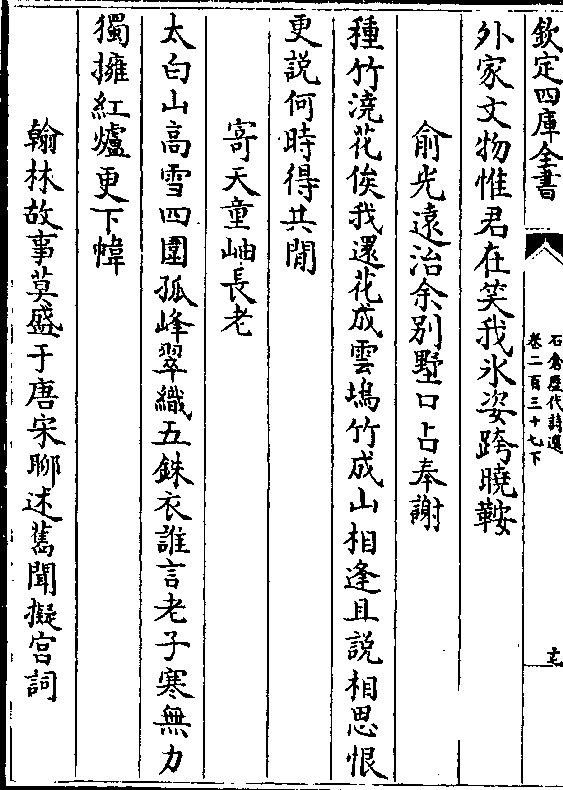 欽定四庫全書
石倉歴代詩選
卷二百三十七下
外家文物惟君在笑我氷姿跨曉鞍
俞光遠治余别墅口占奉謝
種竹澆花俟我還花成雲塢竹成山相逢且說相思恨
更說何時得共閒
寄天童岫長老
太白山高雪四圍孤峰翠織五銖衣誰言老子寒無力
獨擁紅爐更下幃
翰林故事莫盛于唐宋聊述舊聞擬宫詞